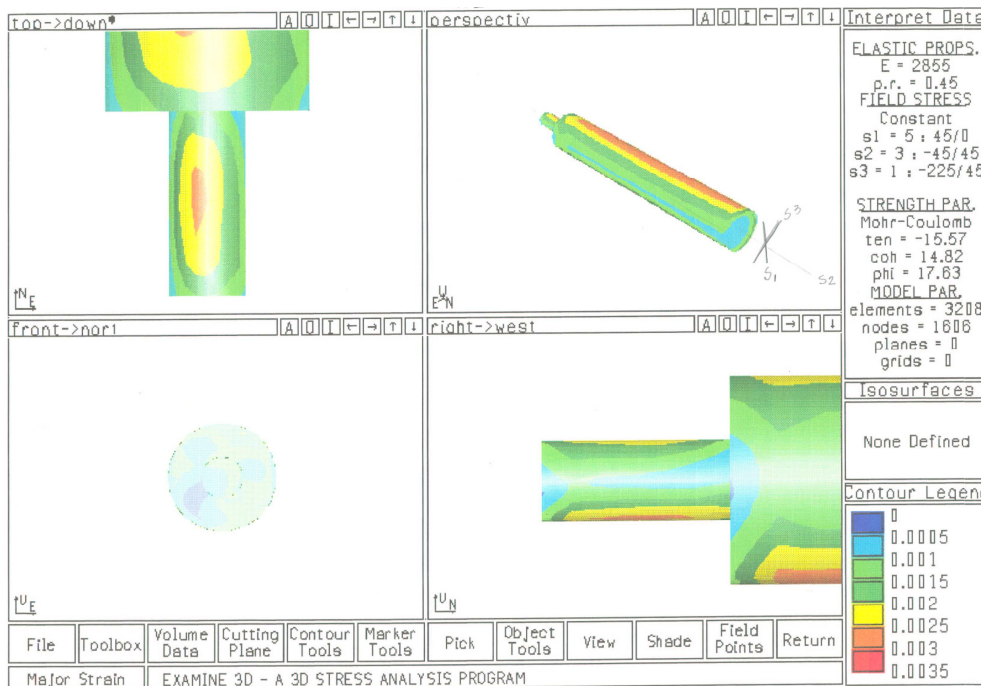 top->down*
A O I ← → ↑ ↓
perspectiv
A O I ← → ↑ ↓
Interpret Data
ELASTIC PROPS.
E = 2855
p.r. = 0.45
FIELD STRESS
Constant
s1 = 5 : 45/0
s2 = 3 : -45/45
s3 = 1 : -225/45
STRENGTH PAR.
Mohr-Coulomb
ten = -15.57
coh = 14.82
phi = 17.63
MODEL PAR.
elements = 3208
nodes = 1606
planes = 0
grids = 0
S3
S1
S2
N
E
U
E N
front->nort
A O I ← → ↑ ↓
right->west
A O I ← → ↑ ↓
Isosurfaces
None Defined
Contour Legend
0
0.0005
0.001
0.0015
0.002
0.0025
0.003
0.0035
U
E
U
N
File Toolbox Volume Data Cutting Plane Contour Tools Marker Tools Pick Object Tools View Shade Field Points Return
Major Strain EXAMINE 3D - A 3D STRESS ANALYSIS PROGRAM